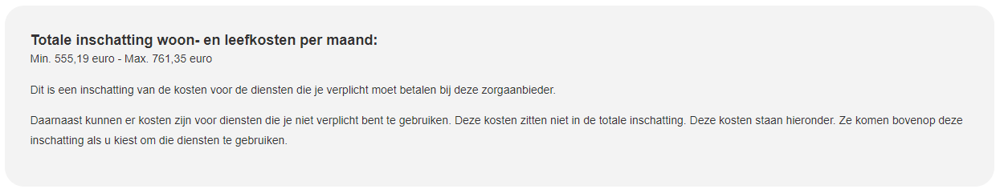 Totale inschatting woon- en leefkosten per maand:
Min. 555,19 euro - Max. 761,35 euro
Dit is een inschatting van de kosten voor de diensten die je verplicht moet betalen bij deze zorgaanbieder.
Daarnaast kunnen er kosten zijn voor diensten die je niet verplicht bent te gebruiken. Deze kosten zitten niet in de totale inschatting. Deze kosten staan hieronder. Ze komen bovenop deze
inschatting als u kiest om die diensten te gebruiken.